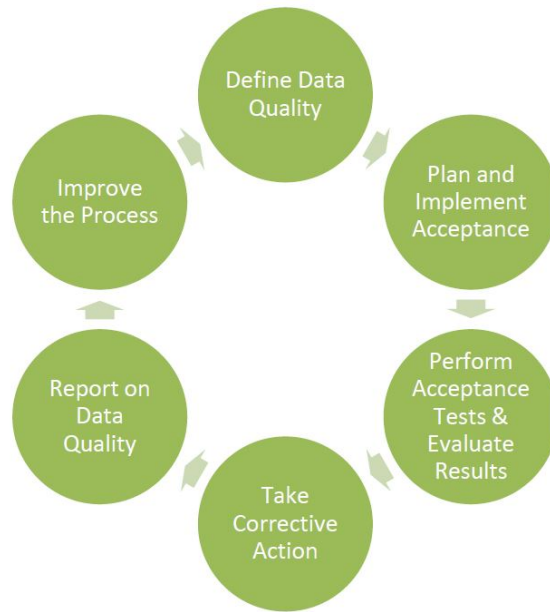 Define Data
Quality
Plan and
Implement
Acceptance
Perform
Acceptance
Tests &
Evaluate
Results
Take
Corrective
Action
Report on
Data
Quality
Improve
the Process